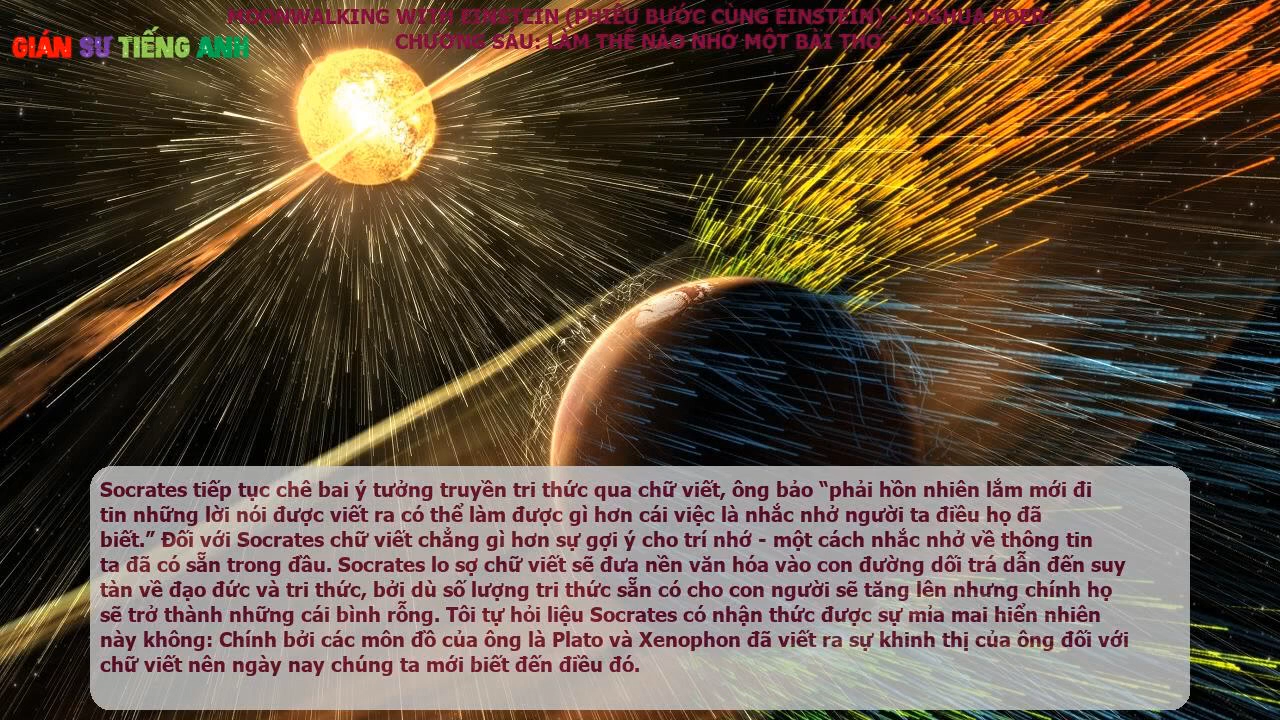 MOONWALKING WITH EINSTEIN (PHIÊU BƯỚC CÙNG EINSTEIN) - JOSHUA FOER.
CHƯƠNG SÁU: LÀM THẾ NÀO NHỚ MỘT BÀI THƠ
GIÁN SỨ TIẾNG ANH
Socrates tiếp tục chê bai ý tưởng truyền tri thức qua chữ viết, ông bảo “phải hồn nhiên lắm mới đi
tin những lời nói được viết ra có thể làm được gì hơn cái việc là nhắc nhở người ta điều họ đã
biết.” Đối với Socrates chữ viết chẳng gì hơn sự gợi ý cho trí nhớ - một cách nhắc nhở về thông tin
ta đã có sẵn trong đầu. Socrates lo sợ chữ viết sẽ đưa nền văn hóa vào con đường dối trá dẫn đến suy
tàn về đạo đức và tri thức, bởi dù số lượng tri thức sẵn có cho con người sẽ tăng lên nhưng chính họ
sẽ trở thành những cái bình rỗng. Tôi tự hỏi liệu Socrates có nhận thức được sự mỉa mai hiển nhiên
này không: Chính bởi các môn đồ của ông là Plato và Xenophon đã viết ra sự khinh thị của ông đối với
chữ viết nên ngày nay chúng ta mới biết đến điều đó.